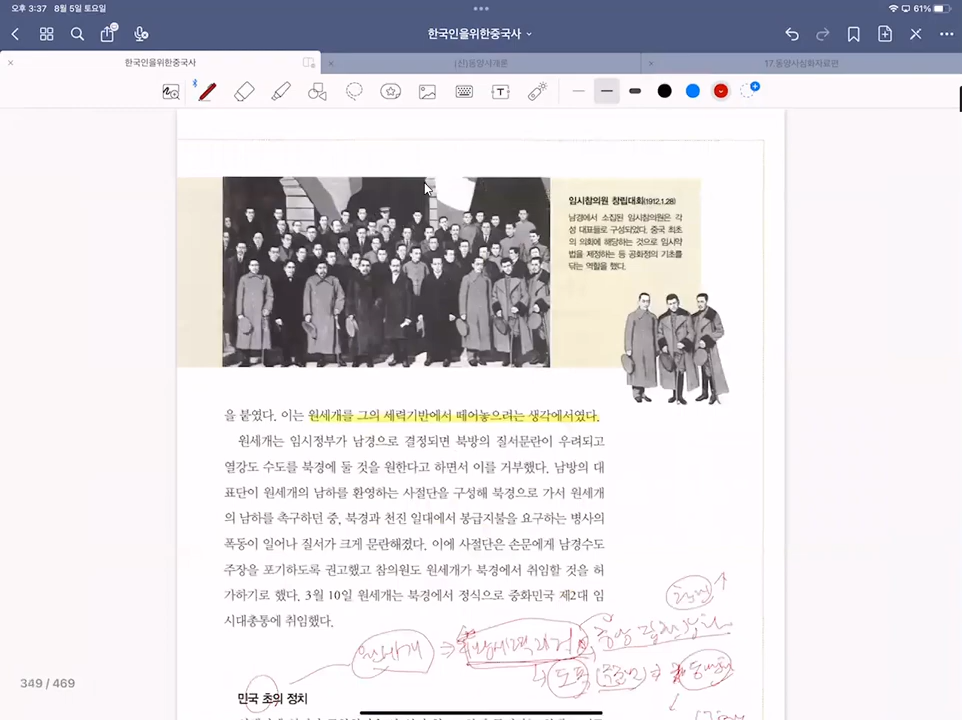 오후 3:37 8월 5일 토요일
61%
한국인을위한중국사
한국인을위한중국사
(신)동양사개론
17.동양사심화자료편
임시참의원 창립대회(1912.1.28)
남경에서 소집된 임시참의원은 각
성 대표들로 구성되었다. 중국 최초
의 의회에 해당하는 것으로 임시약
법을 제정하는 등 공화정의 기초를
닦는 역할을 했다.
을 붙였다. 이는 원세개를 그의 세력기반에서 떼어놓으려는 생각에서였다.
원세개는 임시정부가 남경으로 결정되면 북방의 질서문란이 우려되고
열강도 수도를 북경에 둘 것을 원한다고 하면서 이를 거부했다. 남방의 대
표단이 원세개의 남하를 환영하는 사절단을 구성해 북경으로 가서 원세개
의 남하를 촉구하던 중, 북경과 천진 일대에서 봉급지불을 요구하는 병사의
폭동이 일어나 질서가 크게 문란해졌다. 이에 사절단은 손문에게 남경수도
주장을 포기하도록 권고했고 참의원도 원세개가 북경에서 취임할 것을 허
가하기로 했다. 3월 10일 원세개는 북경에서 정식으로 중화민국 제2대 임
시대총통에 취임했다.
원세개
349 / 469
민국 초의 정치